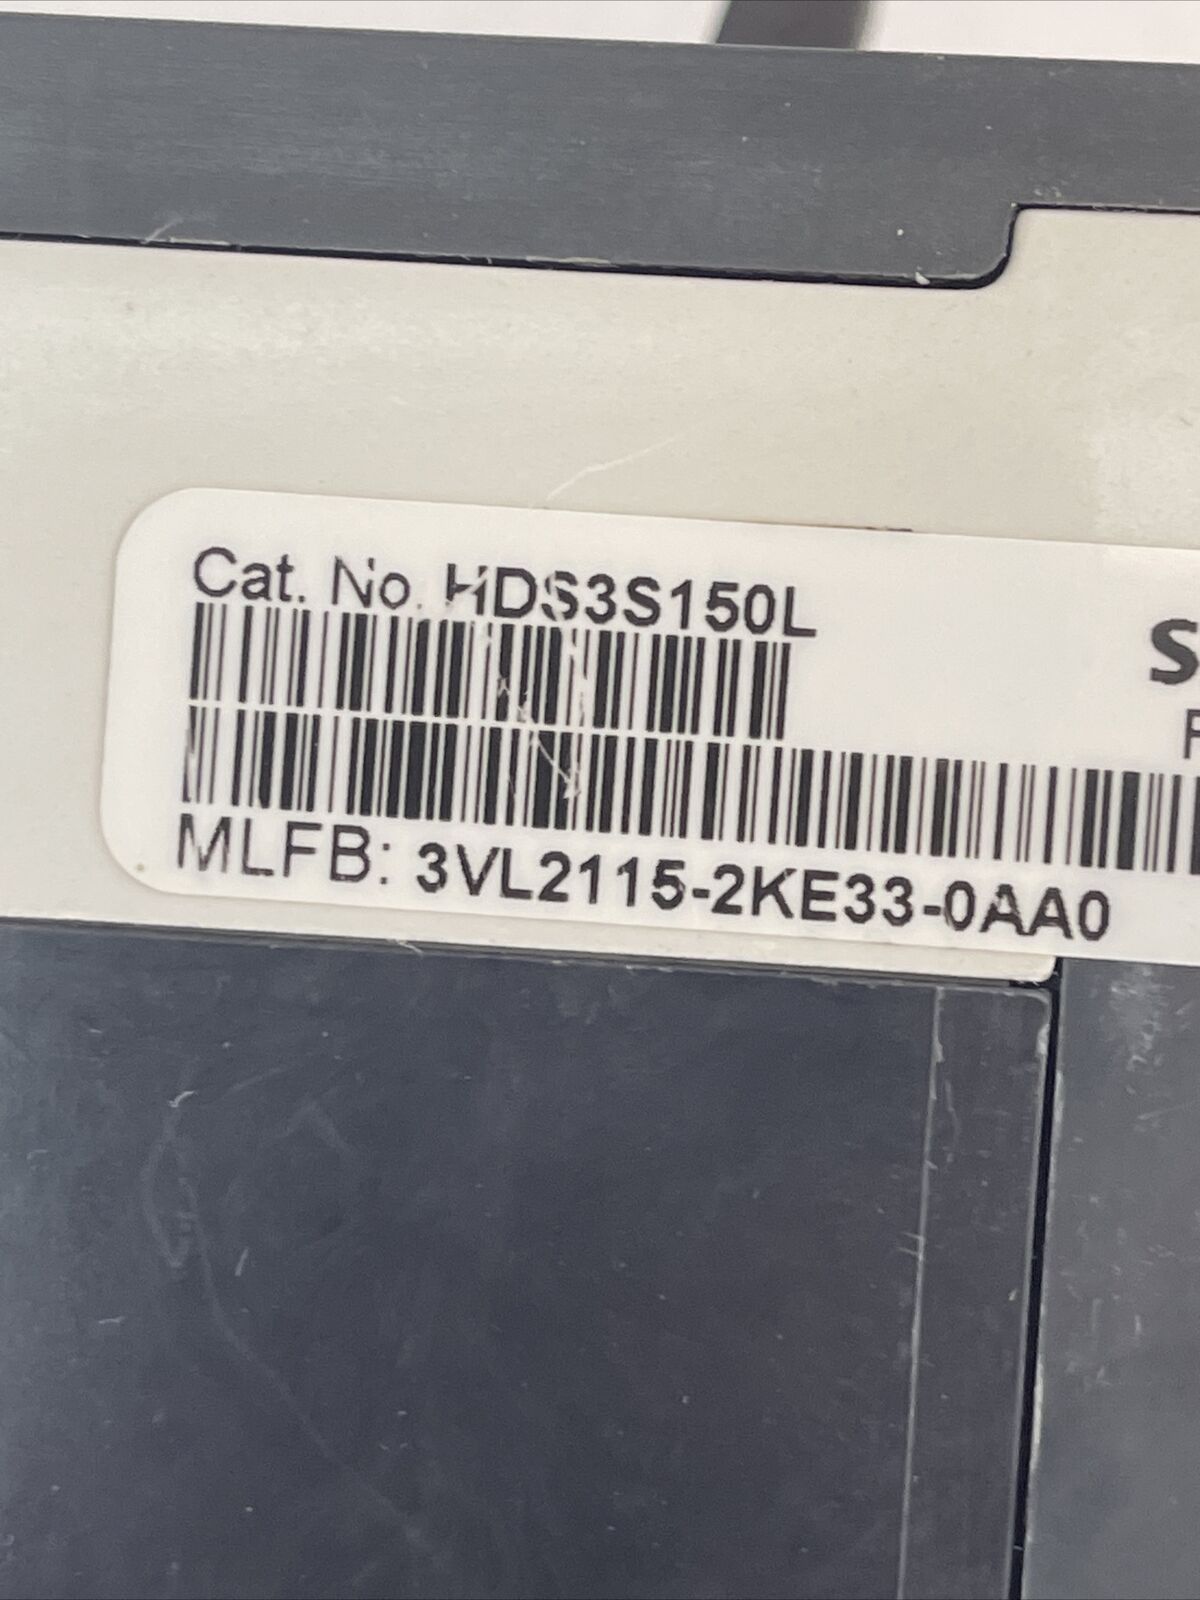 Cat. No. HDS3S150L
MLFB: 3VL2115-2KE33-0AA0